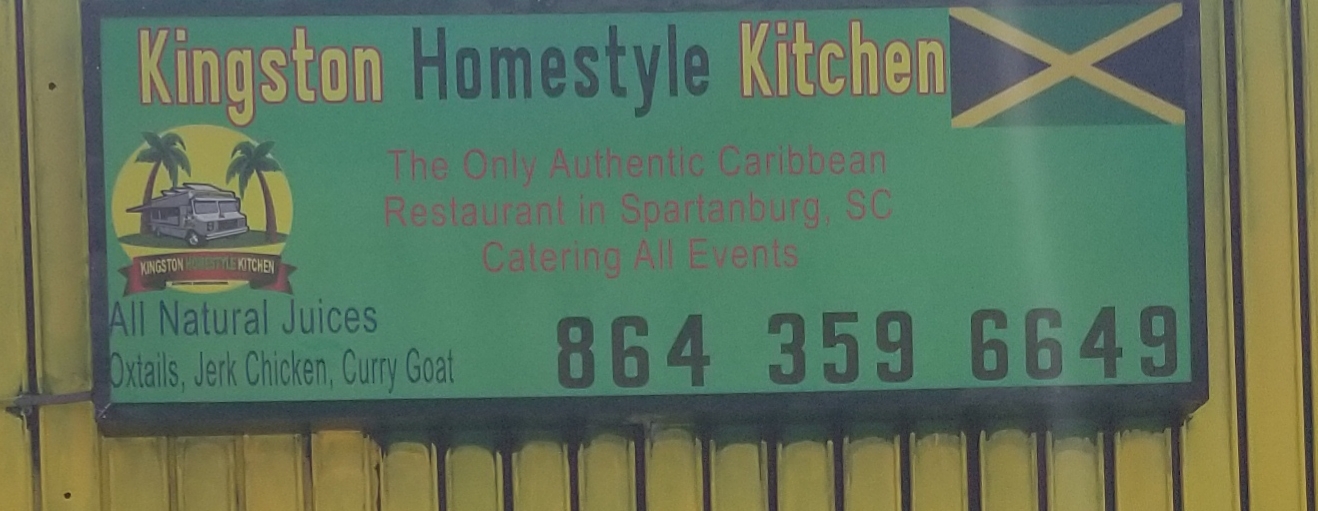 Kingston Homestyle Kitchen
The Only Authentic Caribbean
Restaurant in Spartanburg, SC
Catering All Events
KINGSTON HOMESTYLE KITCHEN
All Natural Juices
Oxtails, Jerk Chicken, Curry Goat
864 359 6649